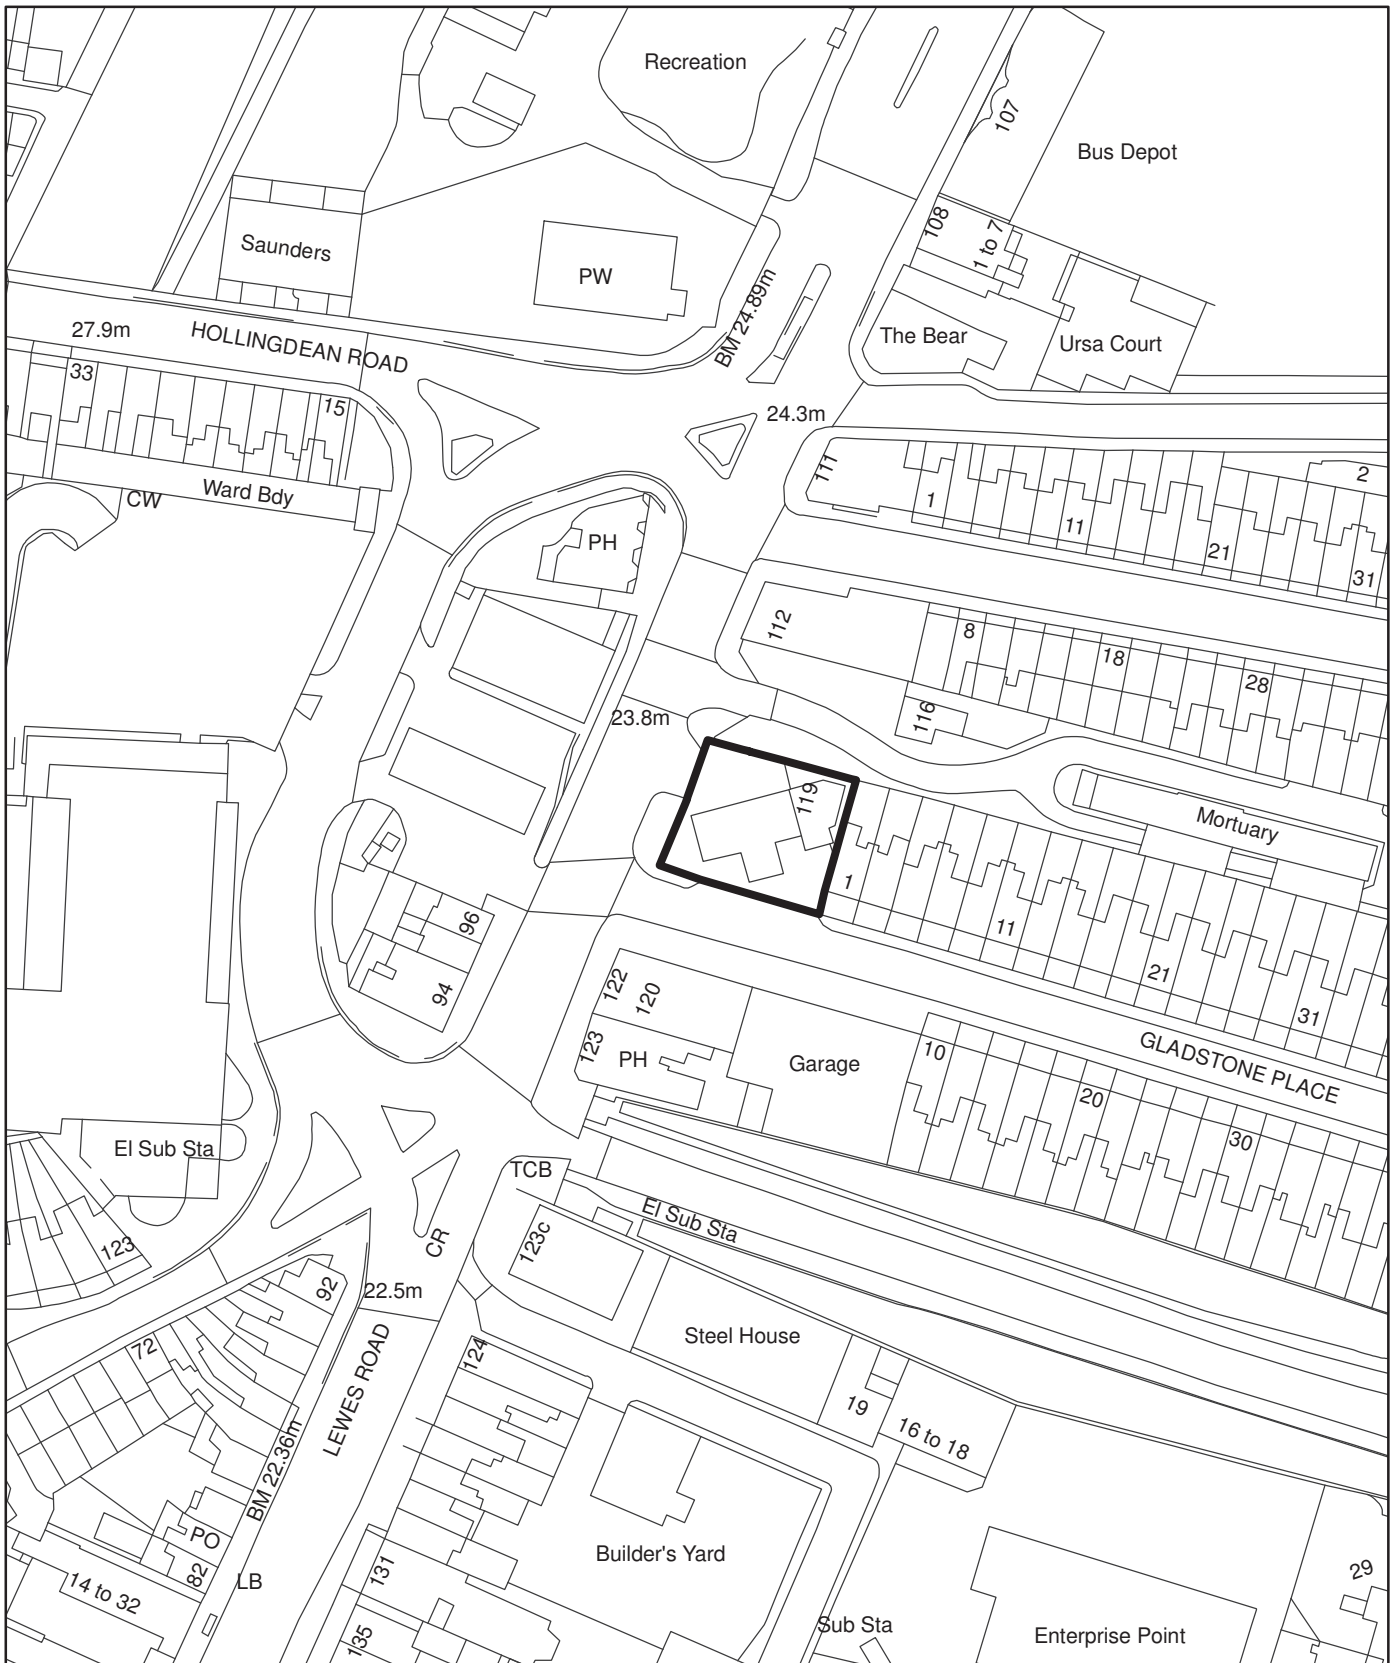 Recreation
107
Bus Depot
108
1 to 7
Saunders
PW
BM 24.89m
The Bear
Ursa Court
27.9m
HOLLINGDEAN ROAD
33
15
24.3m
111
1
11
21
31
2
CW
Ward Bdy
PH
112
8
18
28
116
23.8m
119
Mortuary
1
11
21
31
96
94
122
120
123
PH
Garage
10
20
30
GLADSTONE PLACE
El Sub Sta
123
TCB
El Sub Sta
CR
123c
92
22.5m
72
LEWES ROAD
124
Steel House
19
16 to 18
BM 22.36m
PO
82
LB
14 to 32
131
135
Builder's Yard
Sub Sta
Enterprise Point
29